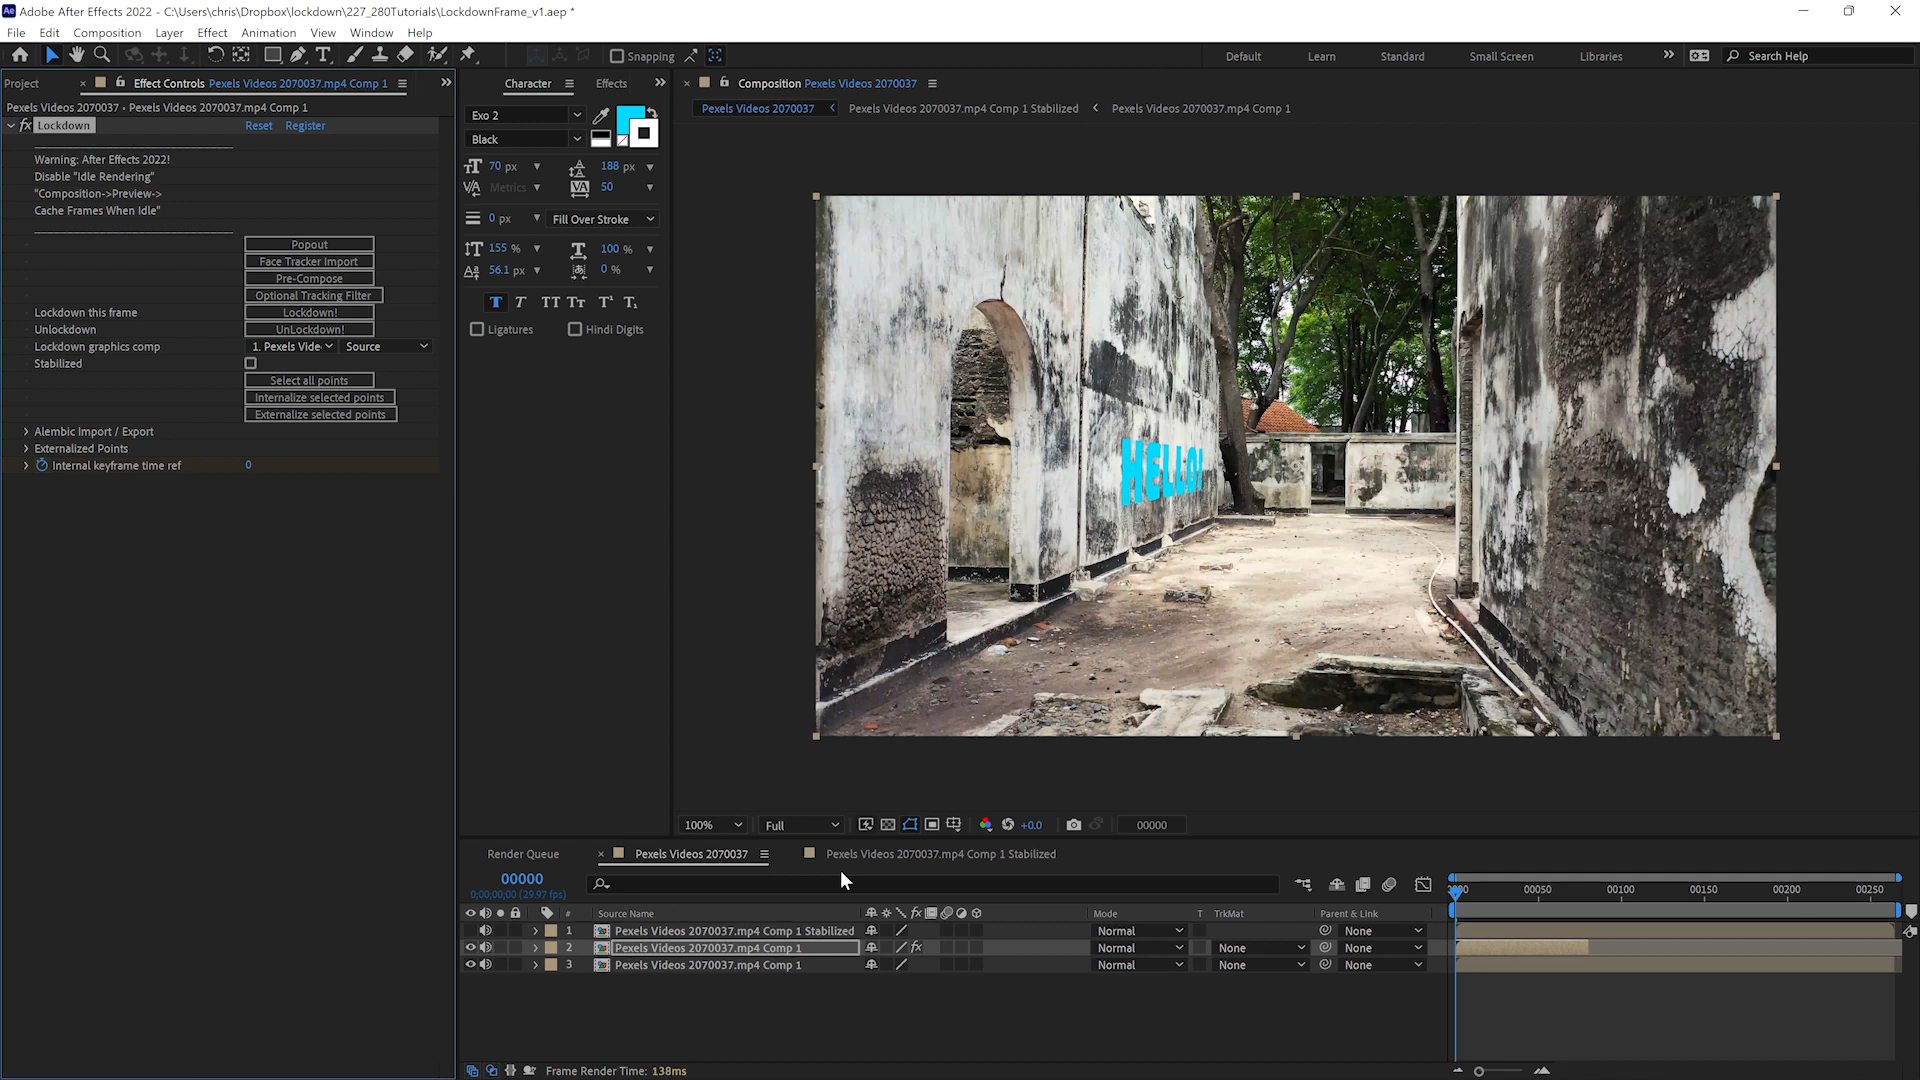 Adobe After Effects 2022 - C:\Users\chris\Dropbox\lockdown\227_280Tutorials\LockdownFrame_v1.aep *
File Edit Composition Layer Effect Animation View Window Help
Snapping
Default Learn Standard Small Screen Libraries Search Help
Project Effect Controls Pexels Videos 2070037.mp4 Comp 1
Pexels Videos 2070037 · Pexels Videos 2070037.mp4 Comp 1
fx Lockdown Reset Register
Warning: After Effects 2022!
Disable "Idle Rendering"
"Composition->Preview->
Cache Frames When Idle"
Popout
Face Tracker Import
Pre-Compose
Optional Tracking Filter
Lockdown this frame Lockdown!
Unlockdown UnLockdown!
Lockdown graphics comp 1. Pexels Vide Source
Stabilized
Select all points
Internalize selected points
Externalize selected points
Alembic Import / Export
Externalized Points
Internal keyframe time ref 0
Character Effects
Exo 2
Black
70 px 188 px
Metrics 50
0 px Fill Over Stroke
155 % 100 %
56.1 px 0 %
Ligatures Hindi Digits
Composition Pexels Videos 2070037
Pexels Videos 2070037 Pexels Videos 2070037.mp4 Comp 1 Stabilized Pexels Videos 2070037.mp4 Comp 1
HELLO!
100% Full +0.0 00000
Render Queue Pexels Videos 2070037 Pexels Videos 2070037.mp4 Comp 1 Stabilized
00000
0;00;00;00 (29.97 fps)
00050 00100 00150 00200 00250
# Source Name fx Mode T TrkMat Parent & Link
1 Pexels Videos 2070037.mp4 Comp 1 Stabilized Normal None
2 Pexels Videos 2070037.mp4 Comp 1 fx Normal None None
3 Pexels Videos 2070037.mp4 Comp 1 Normal None None
Frame Render Time: 138ms